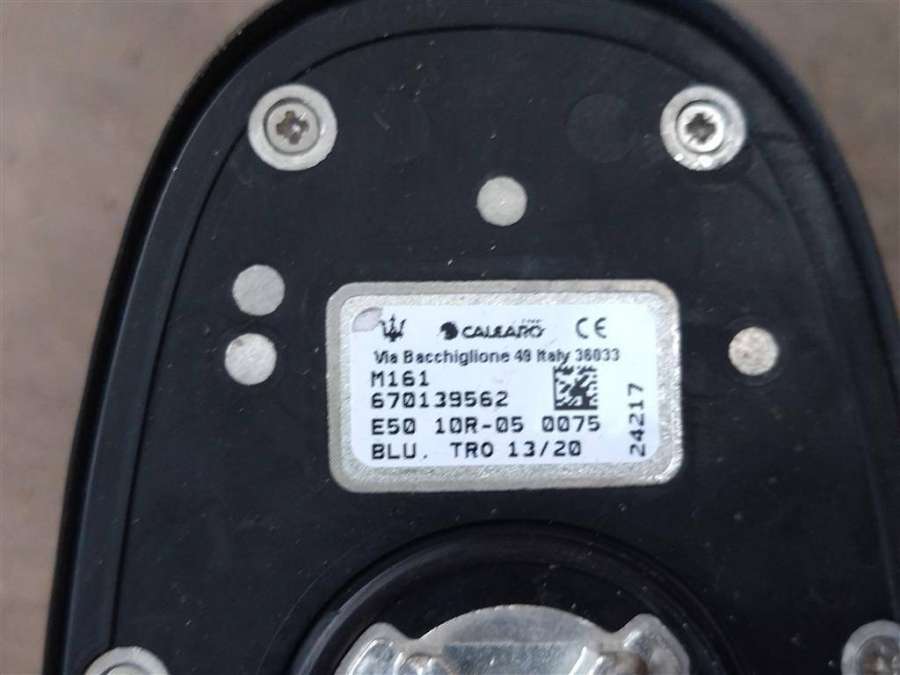 CALEARO CE
Via Bacchiglione 49 Italy 36033
M161
670139562
E50 10R-05 0075
BLU. TRO 13/20
24217